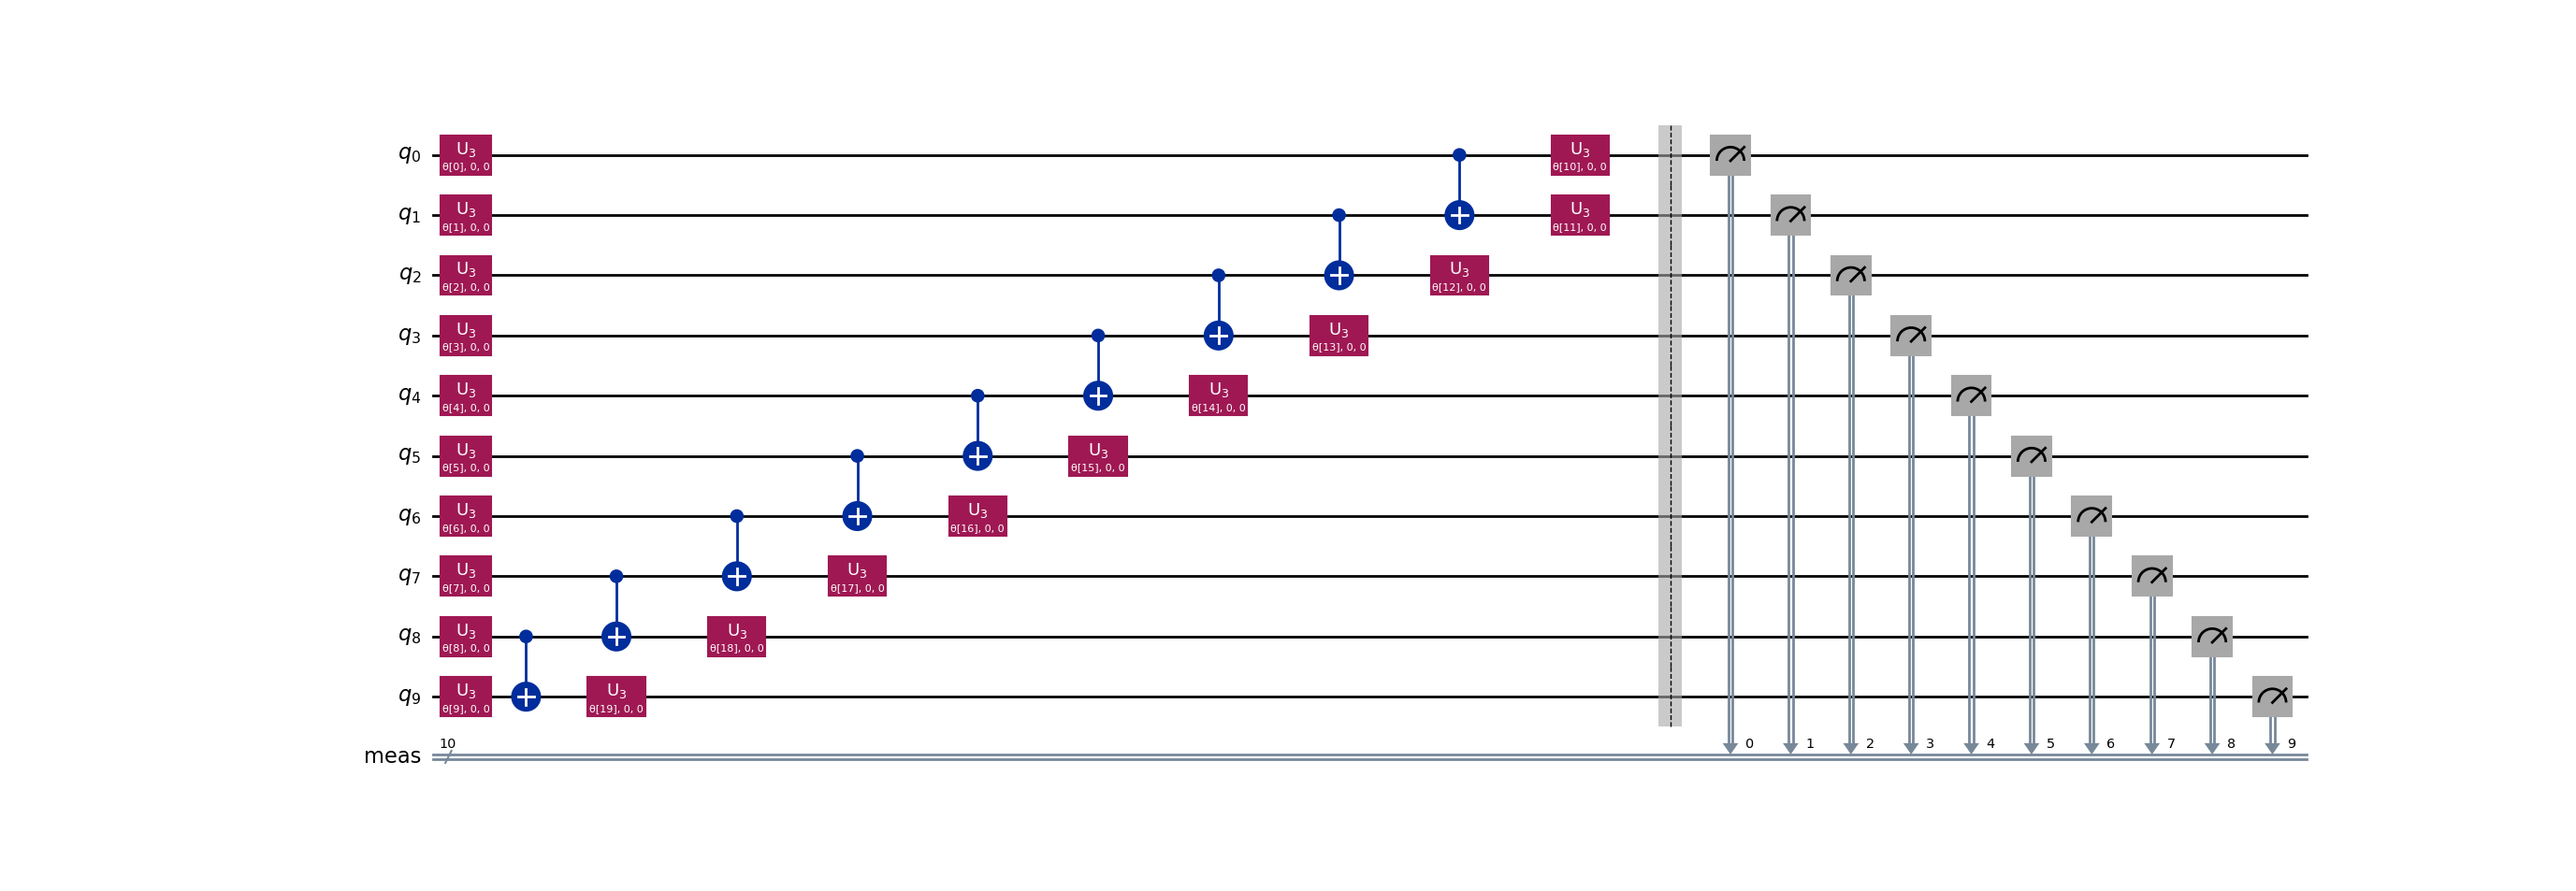 q0 U3 θ[0], 0, 0 U3 θ[10], 0, 0
q1 U3 θ[1], 0, 0 U3 θ[11], 0, 0
q2 U3 θ[2], 0, 0 U3 θ[12], 0, 0
q3 U3 θ[3], 0, 0 U3 θ[13], 0, 0
q4 U3 θ[4], 0, 0 U3 θ[14], 0, 0
q5 U3 θ[5], 0, 0 U3 θ[15], 0, 0
q6 U3 θ[6], 0, 0 U3 θ[16], 0, 0
q7 U3 θ[7], 0, 0 U3 θ[17], 0, 0
q8 U3 θ[8], 0, 0 U3 θ[18], 0, 0
q9 U3 θ[9], 0, 0 U3 θ[19], 0, 0
meas 10 0 1 2 3 4 5 6 7 8 9